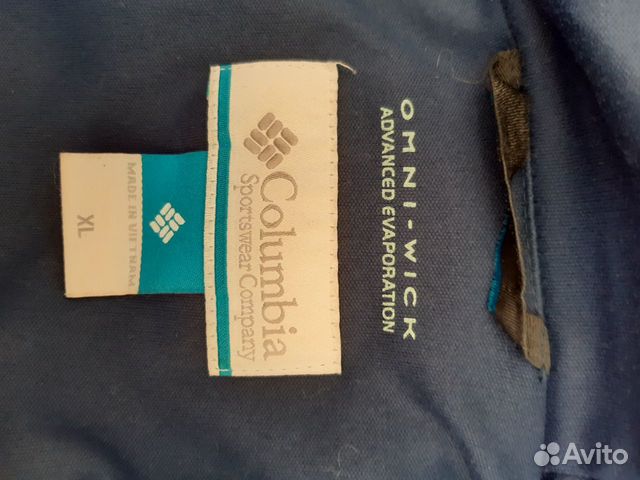 OMNI-WICK
ADVANCED EVAPORATION
Columbia
Sportswear Company
MADE IN VIETNAM
XL
Avito